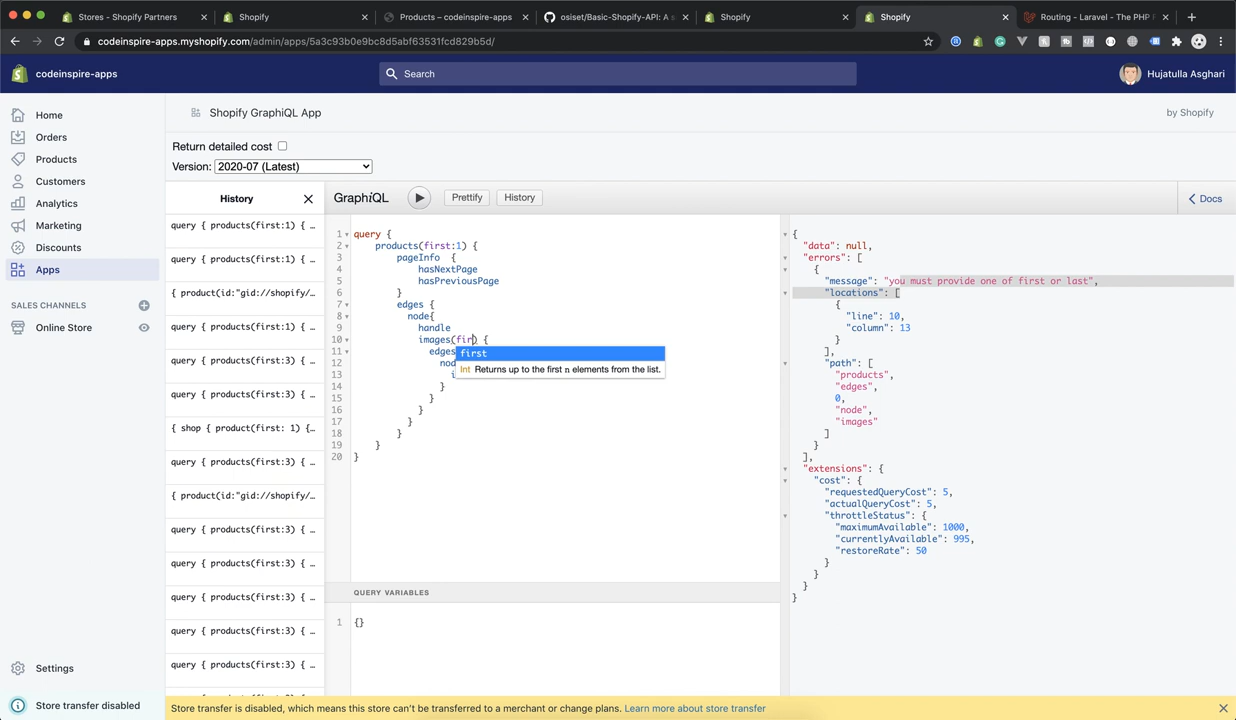 Stores - Shopify Partners
Shopify
Products – codeinspire-apps
osiset/Basic-Shopify-API: A s
Shopify
Shopify
Routing - Laravel - The PHP F
codeinspire-apps.myshopify.com/admin/apps/5a3c93b0e9bc8d5abf63531fcd829b5d/
codeinspire-apps
Search
Hujatulla Asghari
Home
Orders
Products
Customers
Analytics
Marketing
Discounts
Apps
SALES CHANNELS
Online Store
Settings
Store transfer disabled
Shopify GraphiQL App
by Shopify
Return detailed cost
Version: 2020-07 (Latest)
History
GraphiQL
Prettify
History
Docs
query { products(first:1) { …
query { products(first:1) { …
{ product(id:"gid://shopify/…
query { products(first:1) { …
query { products(first:3) { …
query { products(first:3) { …
{ shop { product(first: 1) {…
query { products(first:3) { …
{ product(id:"gid://shopify/…
query { products(first:3) { …
query { products(first:3) { …
query { products(first:3) { …
query { products(first:3) { …
query { products(first:3) { …
1 query {
2 products(first:1) {
3 pageInfo {
4 hasNextPage
5 hasPreviousPage
6 }
7 edges {
8 node{
9 handle
10 images(fir) {
11 edges
first
12 nod
Int Returns up to the first n elements from the list.
13 i
14 }
15 }
16 }
17 }
18 }
19 }
20 }
QUERY VARIABLES
1 {}
{
"data": null,
"errors": [
{
"message": "you must provide one of first or last",
"locations": [
{
"line": 10,
"column": 13
}
],
"path": [
"products",
"edges",
0,
"node",
"images"
]
}
],
"extensions": {
"cost": {
"requestedQueryCost": 5,
"actualQueryCost": 5,
"throttleStatus": {
"maximumAvailable": 1000,
"currentlyAvailable": 995,
"restoreRate": 50
}
}
}
}
Store transfer is disabled, which means this store can't be transferred to a merchant or change plans. Learn more about store transfer